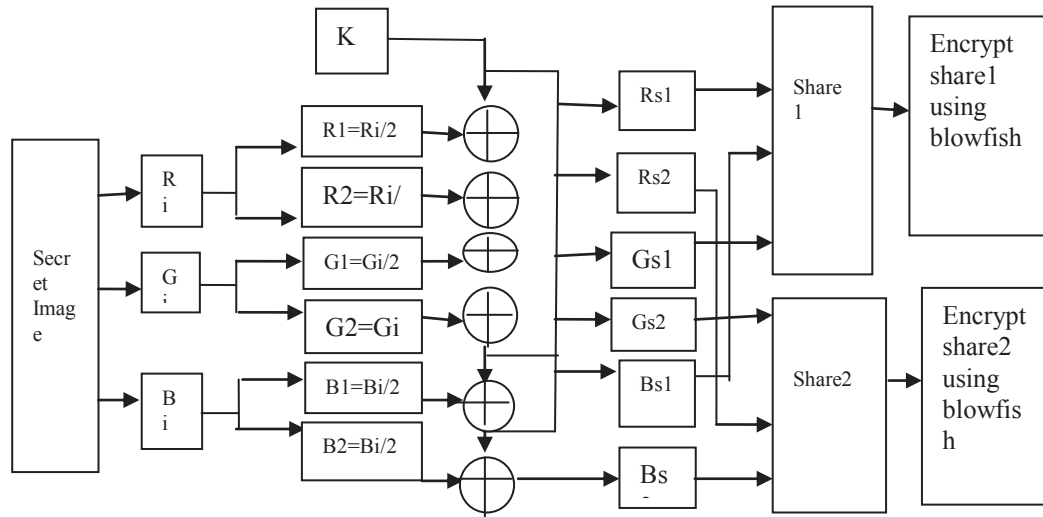 K
Secr
et
Imag
e
R
i
G
i
B
i
R1=Ri/2
R2=Ri/
G1=Gi/2
G2=Gi
B1=Bi/2
B2=Bi/2
Rs1
Rs2
Gs1
Gs2
Bs1
Bs
Share
1
Share2
Encrypt
share1
using
blowfish
Encrypt
share2
using
blowfis
h